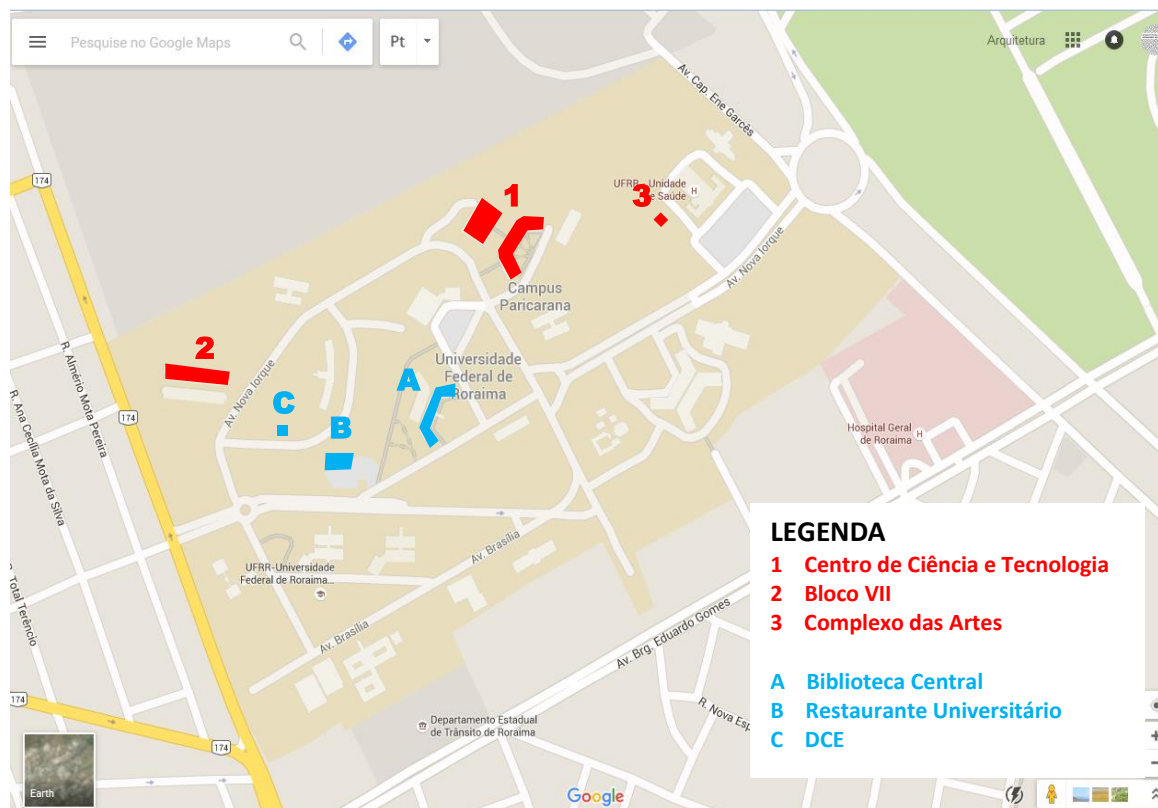 Pesquise no Google Maps
Pt
Arquitetura
Av. Cap. Ene Garcês
174
UFRR - Unidade
de Saúde
H
1
3
Av. Nova Iorque
Campus
Paricarana
R. Almério Mota Pereira
2
Universidade
Federal de
Roraima
A
Av. Nova Iorque
C
B
R. Ana Cecília Mota da Silva
174
Hospital Geral
de Roraima
H
Av. Brasília
UFRR-Universidade
Federal de Roraima...
R. Total Terêncio
Av. Brasília
Av. Brg. Eduardo Gomes
R. Nova Esp
174
Departamento Estadual
de Trânsito de Roraima
174
Earth
Google
LEGENDA
1 Centro de Ciência e Tecnologia
2 Bloco VII
3 Complexo das Artes
A Biblioteca Central
B Restaurante Universitário
C DCE